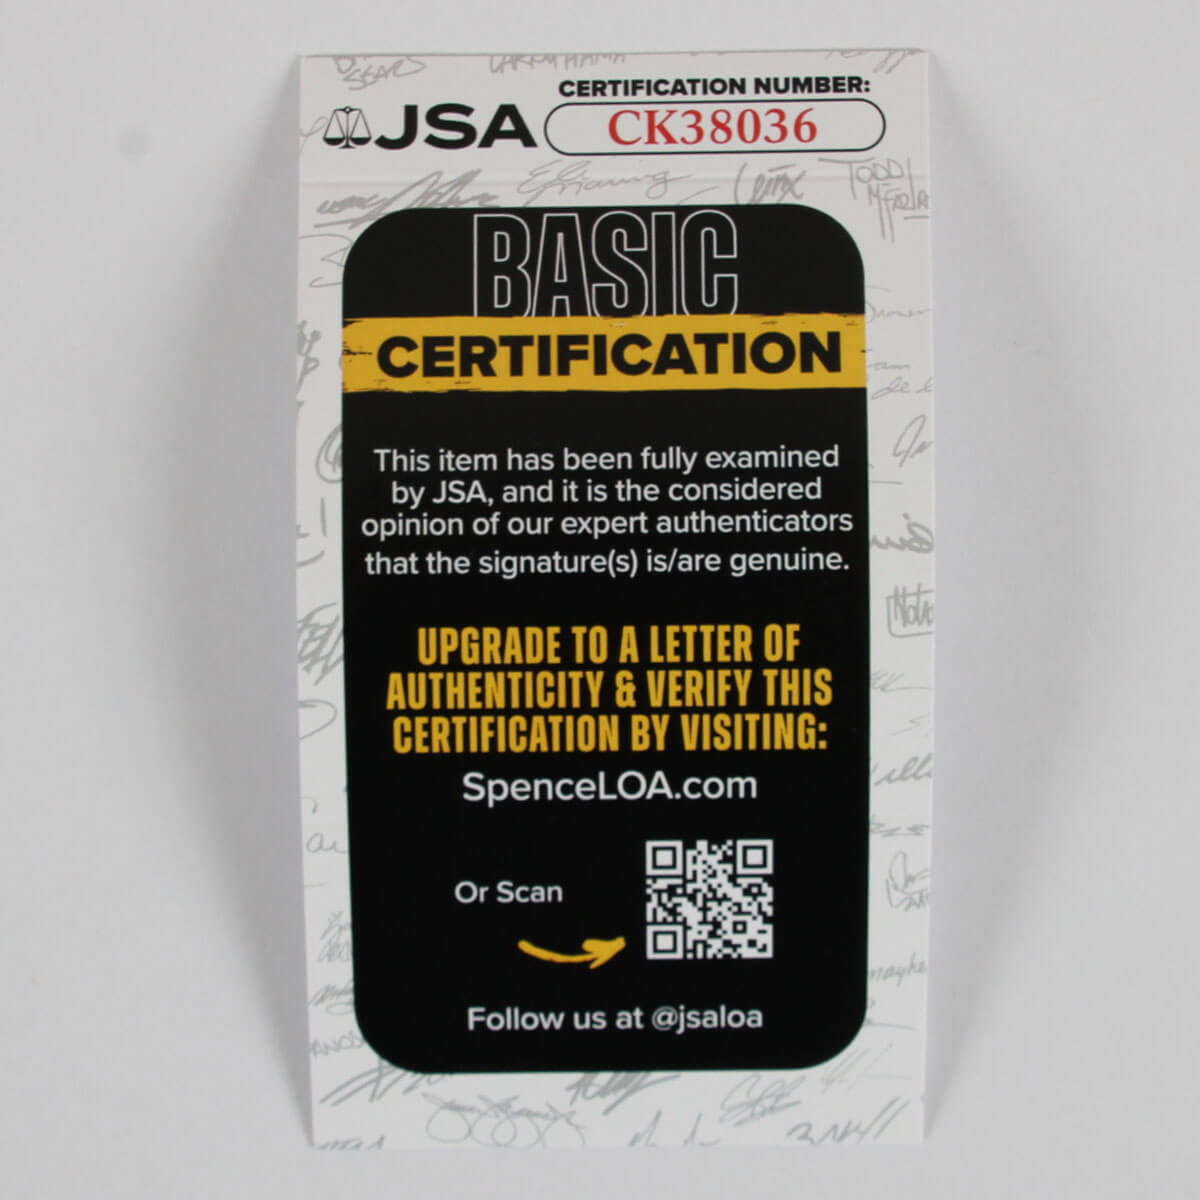 SEARS
CERTIFICATION NUMBER:
JSA
CK38036
TODD
BASIC
CERTIFICATION
This item has been fully examined
by JSA, and it is the considered
opinion of our expert authenticators
that the signature(s) is/are genuine.
UPGRADE TO A LETTER OF
AUTHENTICITY & VERIFY THIS
CERTIFICATION BY VISITING:
SpenceLOA.com
Or Scan
Follow us at @jsaloa